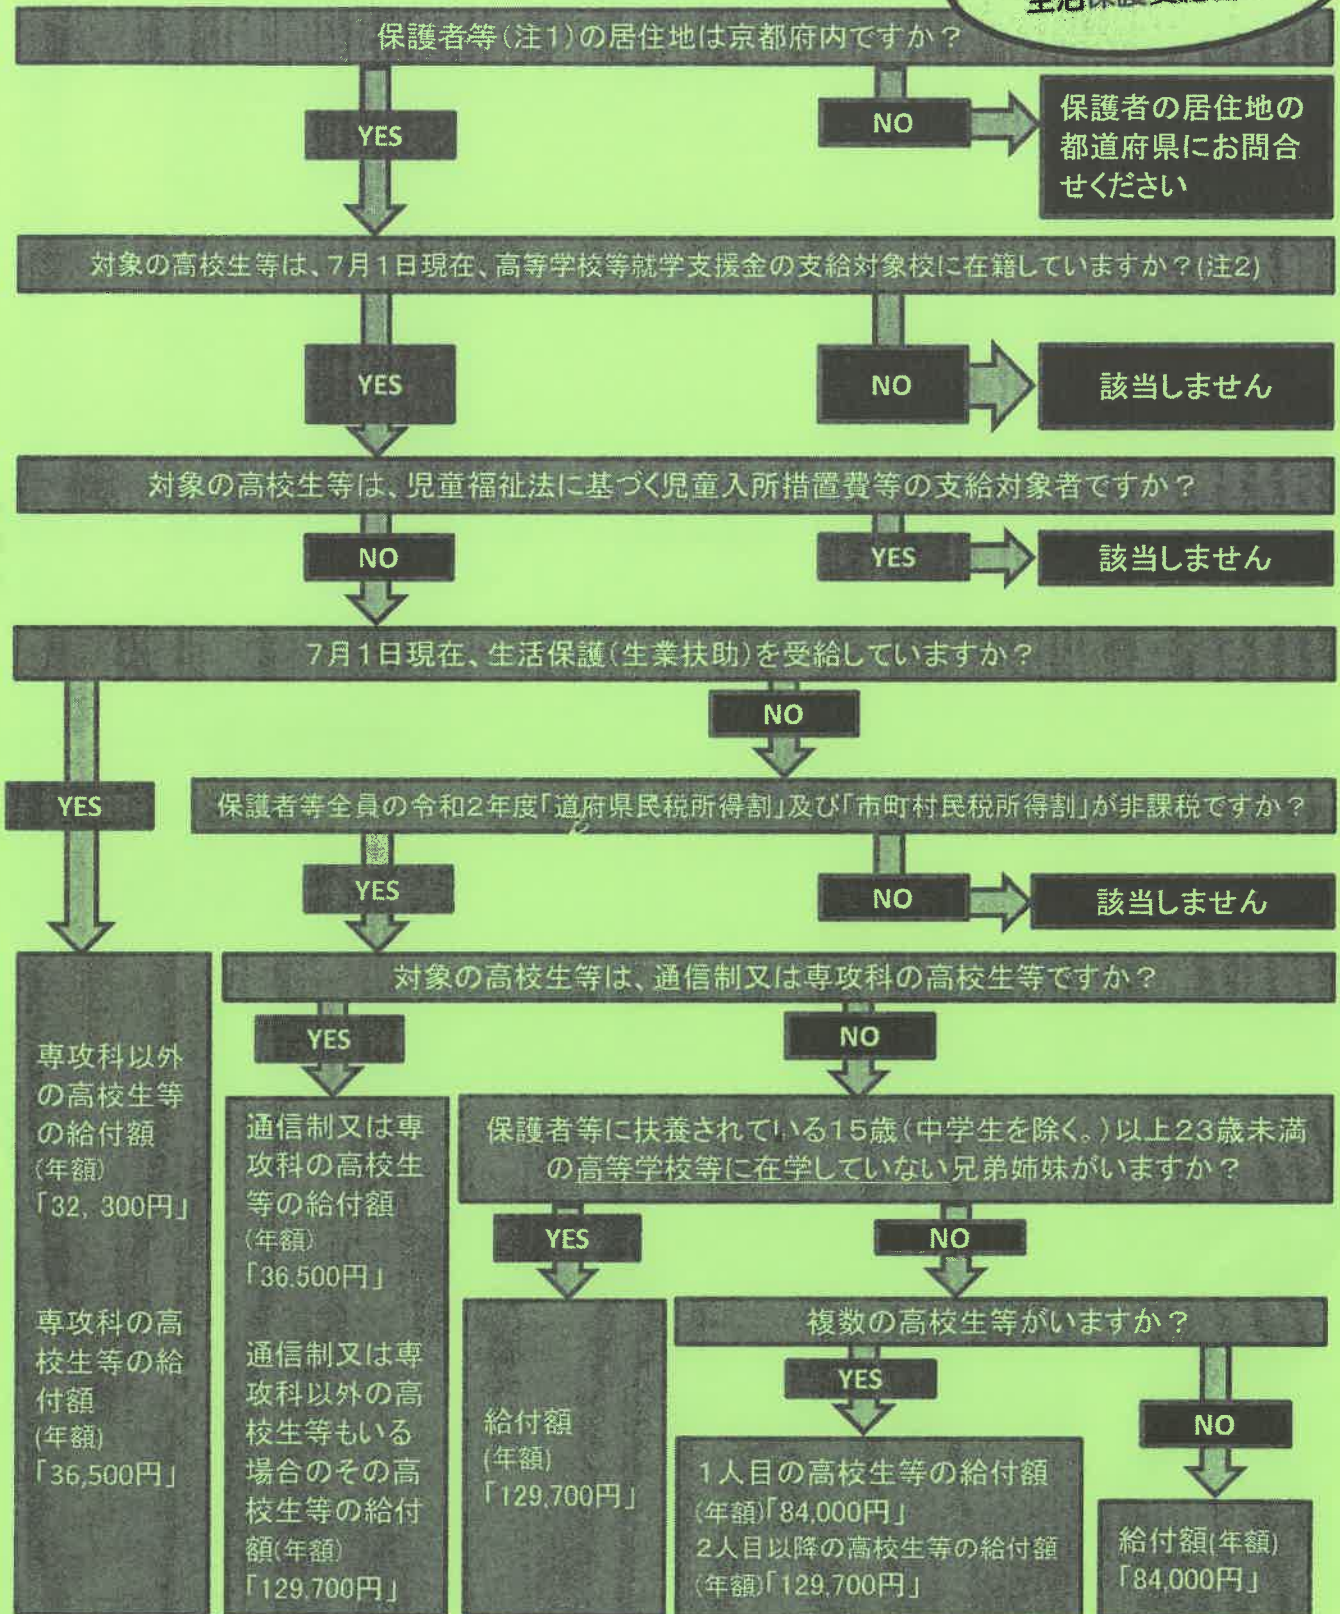 保護者等(注1)の居住地は京都府内ですか?
YES
NO
保護者の居住地の
都道府県にお問合
せください
対象の高校生等は、7月1日現在、高等学校等就学支援金の支給対象校に在籍していますか?(注2)
YES
NO
該当しません
対象の高校生等は、児童福祉法に基づく児童入所措置費等の支給対象者ですか?
NO
YES
該当しません
7月1日現在、生活保護(生業扶助)を受給していますか?
NO
YES
保護者等全員の令和2年度「道府県民税所得割」及び「市町村民税所得割」が非課税ですか?
YES
NO
該当しません
対象の高校生等は、通信制又は専攻科の高校生等ですか?
YES
NO
専攻科以外
の高校生等
の給付額
(年額)
「32, 300円」
専攻科の高
校生等の給
付額
(年額)
「36,500円」
通信制又は専
攻科の高校生
等の給付額
(年額)
「36.500円」
通信制又は専
攻科以外の高
校生等もいる
場合のその高
校生等の給付
額(年額)
「129,700円」
保護者等に扶養されている15歳(中学生を除く。)以上23歳未満
の高等学校等に在学していない兄弟姉妹がいますか?
YES
NO
給付額
(年額)
「129,700円」
複数の高校生等がいますか?
YES
NO
1人目の高校生等の給付額
(年額)「84,000円」
2人目以降の高校生等の給付額
(年額)「129,700円」
給付額(年額)
「84,000円」